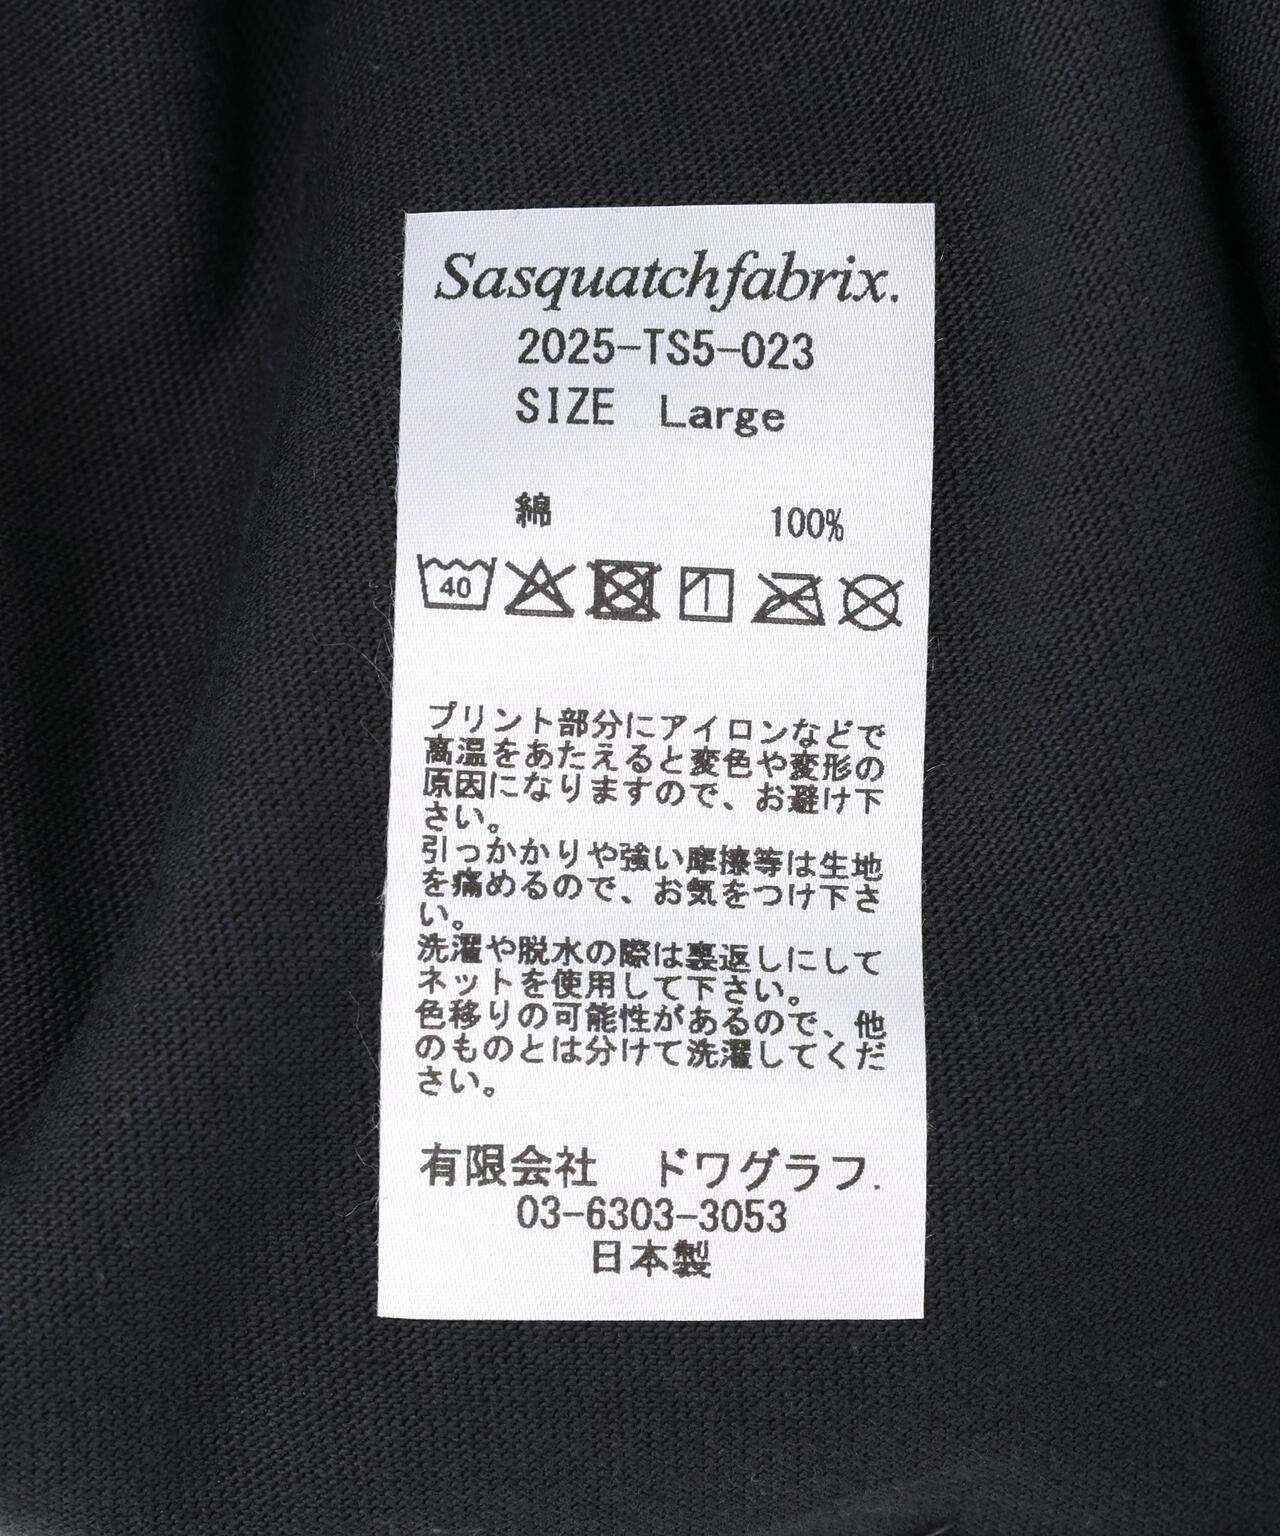 Sasquatchfabrix.
2025-TS5-023
SIZE Large
綿 100%
40
プリント部分にアイロンなどで
高温をあたえると変色や変形の
原因になりますので、お避け下
さい。
引っかかりや強い摩擦等は生地
を痛めるので、お気をつけ下さ
い。
洗濯や脱水の際は裏返しにして
ネットを使用して下さい。
色移りの可能性があるので、他
のものとは分けて洗濯してくだ
さい。
有限会社 ドワグラフ.
03-6303-3053
日本製